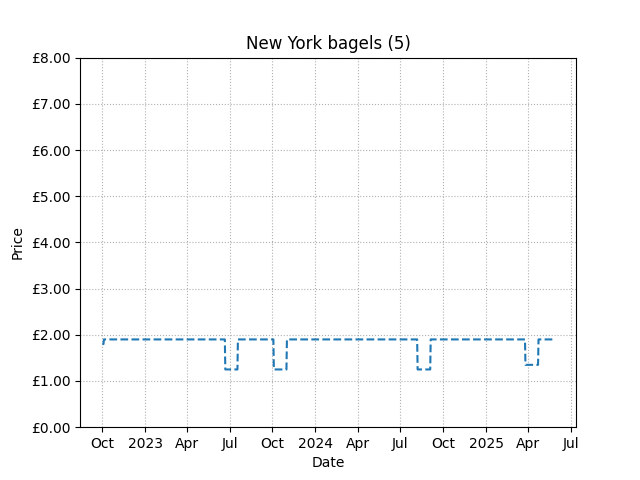 New York bagels (5)
£8.00
£7.00
£6.00
£5.00
£4.00
£3.00
£2.00
£1.00
£0.00
Price
Oct 2023 Apr Jul Oct 2024 Apr Jul Oct 2025 Apr Jul
Date